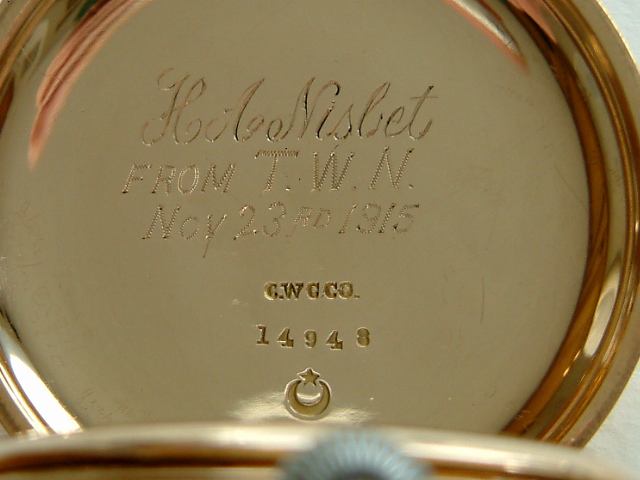 H A Nisbet
FROM T. W. N.
Nov 23RD 1915
C.W.C.CO.
14948